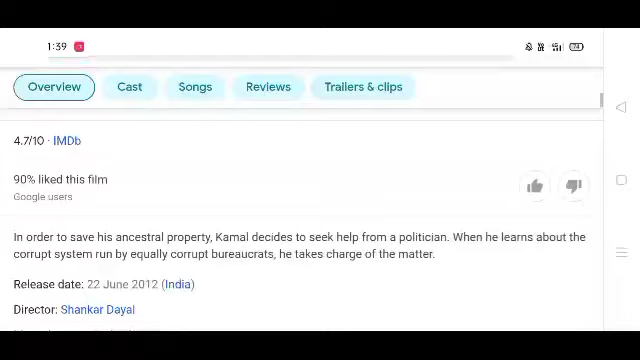 1:39
74
Overview Cast Songs Reviews Trailers & clips
4.7/10 · IMDb
90% liked this film
Google users
In order to save his ancestral property, Kamal decides to seek help from a politician. When he learns about the
corrupt system run by equally corrupt bureaucrats, he takes charge of the matter.
Release date: 22 June 2012 (India)
Director: Shankar Dayal